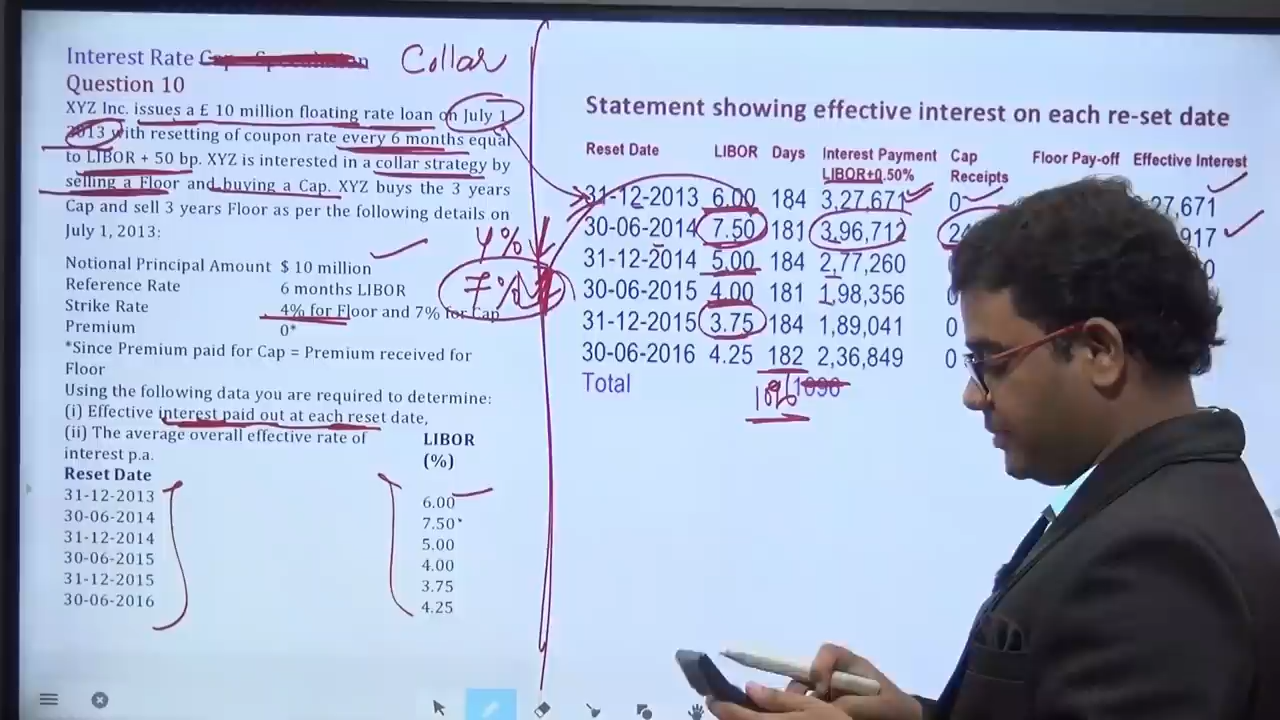 Interest Rate
Collar
Question 10
XYZ Inc. issues a £ 10 million floating rate loan on July 1
2013 with resetting of coupon rate every 6 months equal
to LIBOR + 50 bp. XYZ is interested in a collar strategy by
selling a Floor and buying a Cap. XYZ buys the 3 years
Cap and sell 3 years Floor as per the following details on
July 1, 2013:
4%
7%
Notional Principal Amount $ 10 million
Reference Rate 6 months LIBOR
Strike Rate 4% for Floor and 7% for Cap
Premium 0*
*Since Premium paid for Cap = Premium received for
Floor
Using the following data you are required to determine:
(i) Effective interest paid out at each reset date,
(ii) The average overall effective rate of
interest p.a.
Reset Date LIBOR (%)
31-12-2013 6.00
30-06-2014 7.50
31-12-2014 5.00
30-06-2015 4.00
31-12-2015 3.75
30-06-2016 4.25
Statement showing effective interest on each re-set date
Reset Date LIBOR Days Interest Payment Cap Floor Pay-off Effective Interest
LIBOR+0.50% Receipts
31-12-2013 6.00 184 3,27,671 0 27,671
30-06-2014 7.50 181 3,96,712 24 917
31-12-2014 5.00 184 2,77,260 0
30-06-2015 4.00 181 1,98,356 0
31-12-2015 3.75 184 1,89,041 0
30-06-2016 4.25 182 2,36,849 0
Total 1096 1090